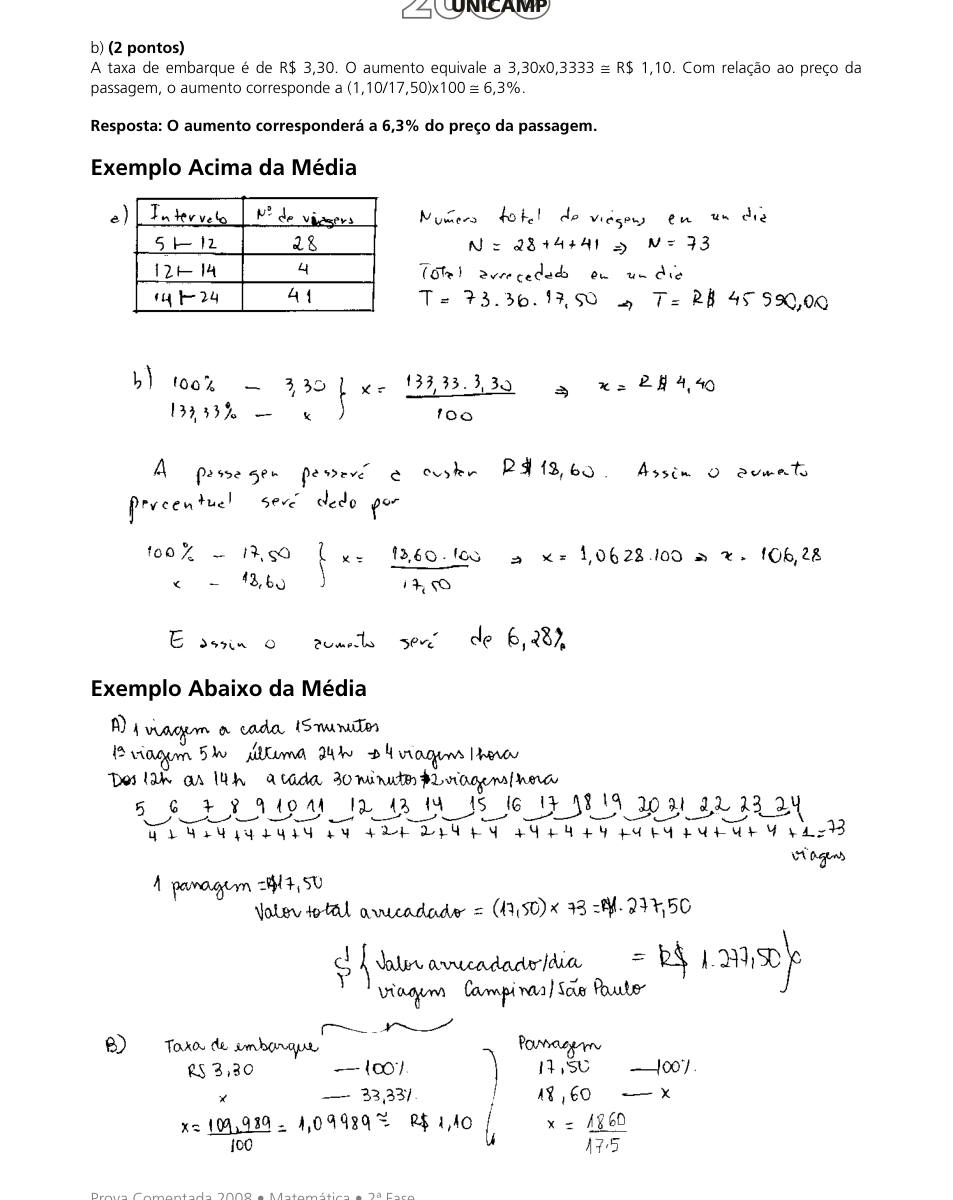 UNICAMP
b) (2 pontos)
A taxa de embarque é de R$ 3,30. O aumento equivale a 3,30x0,3333 ≅ R$ 1,10. Com relação ao preço da
passagem, o aumento corresponde a (1,10/17,50)x100 ≅ 6,3%.
Resposta: O aumento corresponderá a 6,3% do preço da passagem.
Exemplo Acima da Média
a)
Intervalo Nº de viagens
5 ⊢ 12 28
12 ⊢ 14 4
14 ⊢ 24 41
Número total de viagens em um dia
N = 28+4+41 ⇒ N = 73
Total arrecadado em um dia
T = 73.36.17,50 → T = R$ 45 990,00
b) 100% — 3,30 } x = 133,33.3,30 ⇒ x = R$ 4,40
133,33% — x 100
A passagem passará a custar R$ 18,60. Assim o aumento
percentual será dado por
100% — 17,50 } x = 18,60.100 ⇒ x = 1,0628.100 ⇒ x = 106,28
x — 18,60 17,50
E assim o aumento será de 6,28%
Exemplo Abaixo da Média
A) 1 viagem a cada 15 minutos
1ª viagem 5h última 24h → 4 viagens/hora
Das 12h as 14h a cada 30 minutos → 2 viagens/hora
5 6 7 8 9 10 11 12 13 14 15 16 17 18 19 20 21 22 23 24
4 + 4 + 4 + 4 + 4 + 4 + 4 + 2 + 2 + 4 + 4 + 4 + 4 + 4 + 4 + 4 + 4 + 4 + 4 + 1 = 73
viagens
1 passagem = R$17,50
Valor total arrecadado = (17,50) x 73 = R$1.277,50
{ Valor arrecadado/dia = R$ 1.277,50
viagens Campinas/São Paulo
B) Taxa de embarque
R$ 3,30 — 100%
x — 33,33%
x = 109,989 = 1,09989 ≅ R$ 1,10
100
Passagem
17,50 — 100%
18,60 — x
x = 1860
17,5
Prova Comentada 2008 • Matemática • 2ª Fase